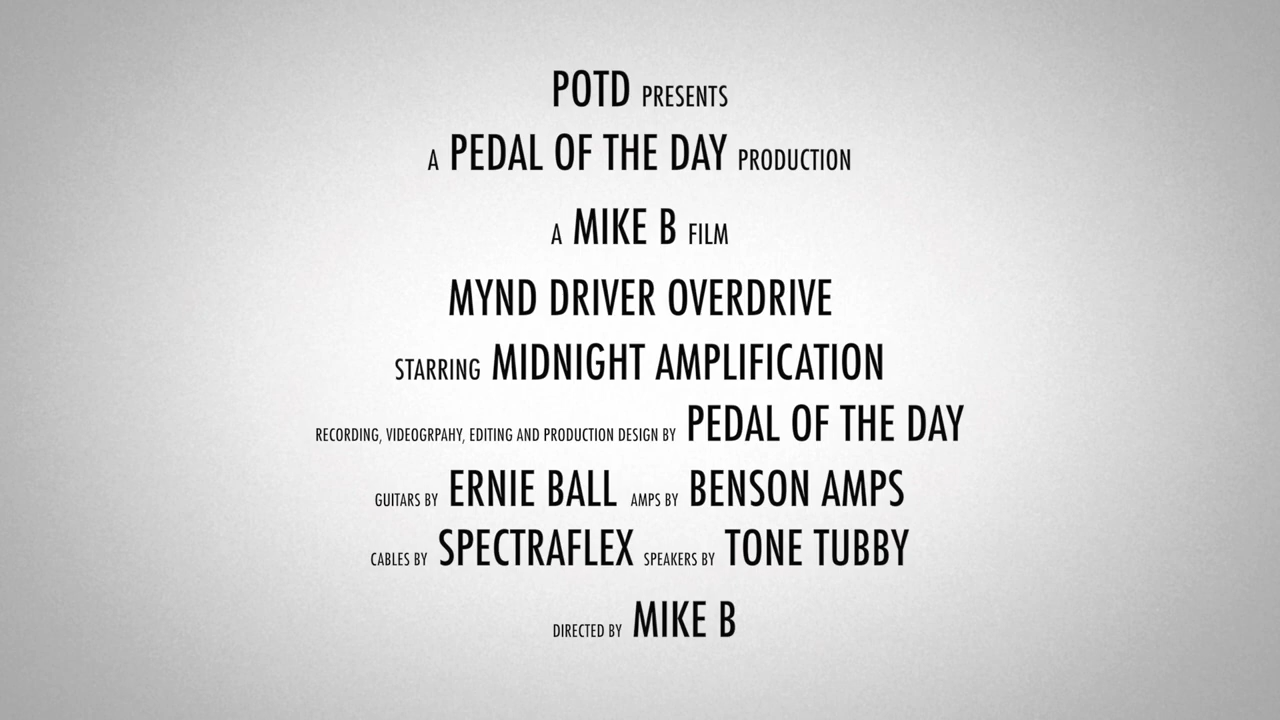 POTD PRESENTS
A PEDAL OF THE DAY PRODUCTION
A MIKE B FILM
MYND DRIVER OVERDRIVE
STARRING MIDNIGHT AMPLIFICATION
RECORDING, VIDEOGRPAHY, EDITING AND PRODUCTION DESIGN BY PEDAL OF THE DAY
GUITARS BY ERNIE BALL AMPS BY BENSON AMPS
CABLES BY SPECTRAFLEX SPEAKERS BY TONE TUBBY
DIRECTED BY MIKE B